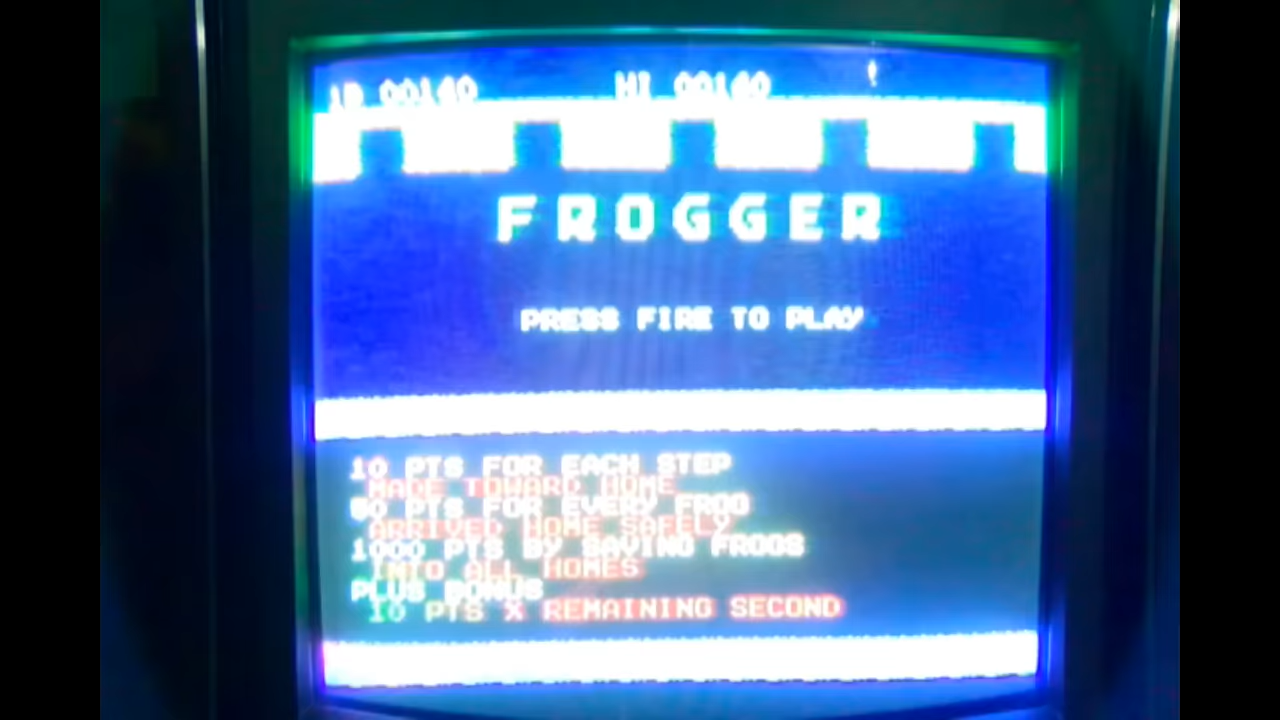 00140 HI 00140
FROGGER
PRESS FIRE TO PLAY
10 PTS FOR EACH STEP
MADE TOWARD HOME
50 PTS FOR EVERY FROG
ARRIVED HOME SAFELY
1000 PTS BY SAVING FROGS
INTO ALL HOMES
PLUS BONUS
10 PTS X REMAINING SECOND